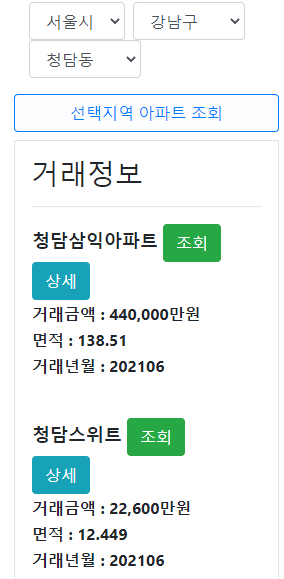 서울시 강남구
청담동
선택지역 아파트 조회
거래정보
청담삼익아파트 조회
상세
거래금액 : 440,000만원
면적 : 138.51
거래년월 : 202106
청담스위트 조회
상세
거래금액 : 22,600만원
면적 : 12.449
거래년월 : 202106